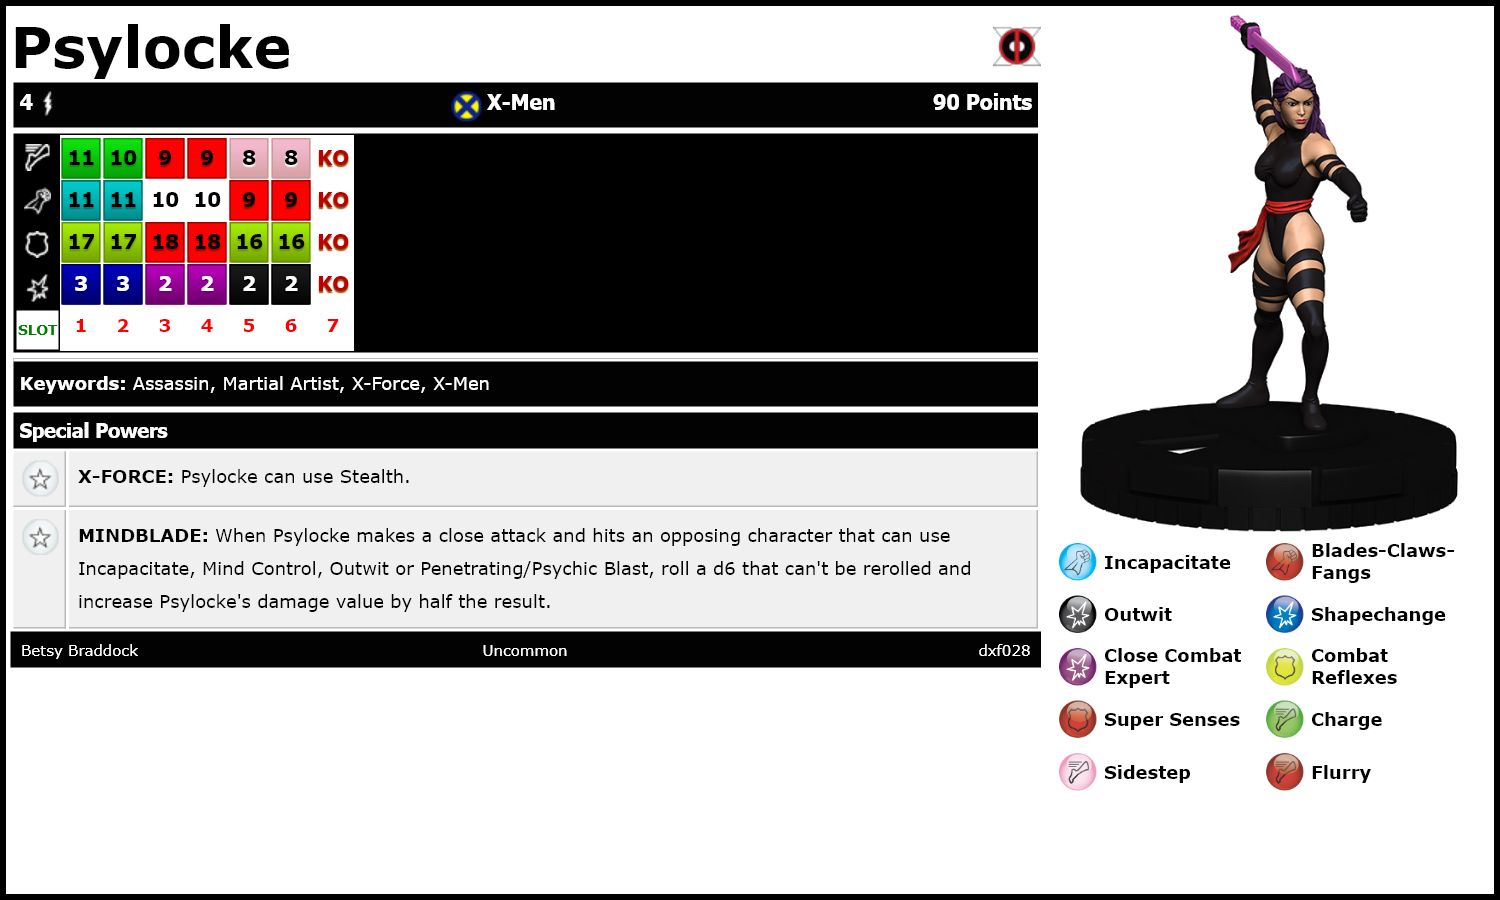 Psylocke
4 X-Men 90 Points
11 10 9 9 8 8 KO
11 11 10 10 9 9 KO
17 17 18 18 16 16 KO
3 3 2 2 2 2 KO
SLOT 1 2 3 4 5 6 7
Keywords: Assassin, Martial Artist, X-Force, X-Men
Special Powers
X-FORCE: Psylocke can use Stealth.
MINDBLADE: When Psylocke makes a close attack and hits an opposing character that can use
Incapacitate, Mind Control, Outwit or Penetrating/Psychic Blast, roll a d6 that can't be rerolled and
increase Psylocke's damage value by half the result.
Betsy Braddock Uncommon dxf028
Incapacitate
Blades-Claws-
Fangs
Outwit
Shapechange
Close Combat
Expert
Combat
Reflexes
Super Senses
Charge
Sidestep
Flurry